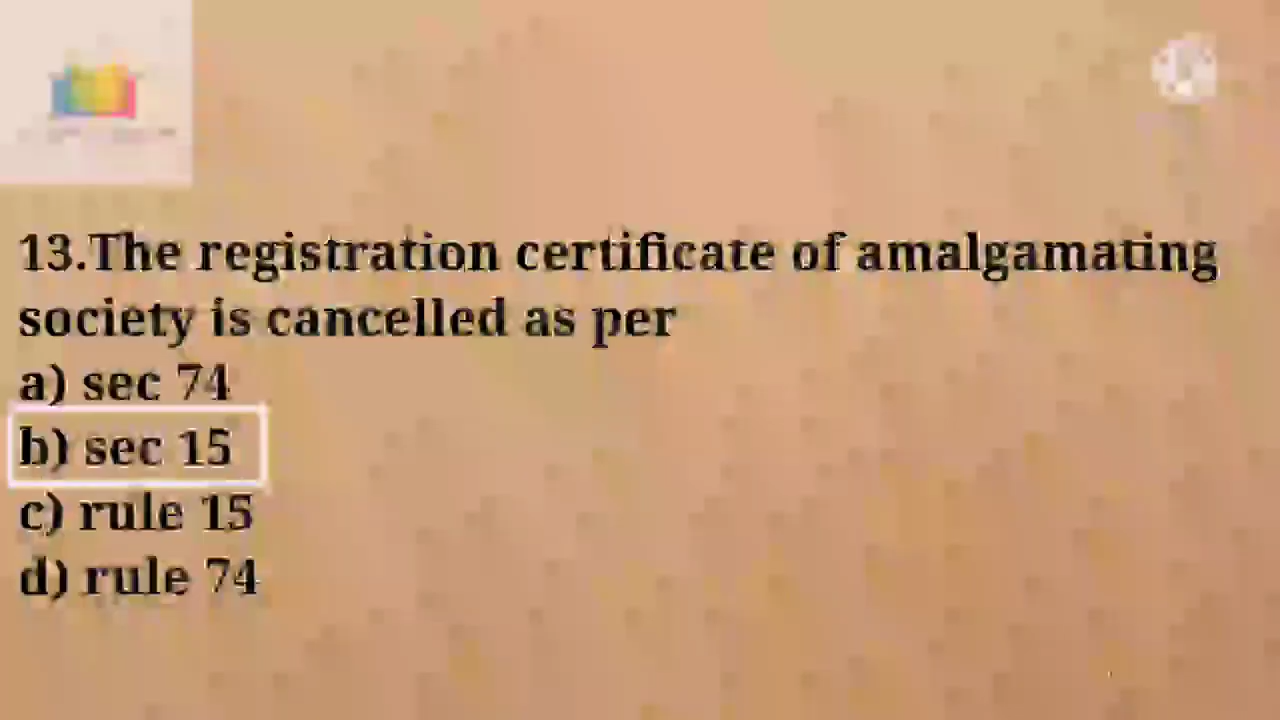 13.The registration certificate of amalgamating
society is cancelled as per
a) sec 74
b) sec 15
c) rule 15
d) rule 74